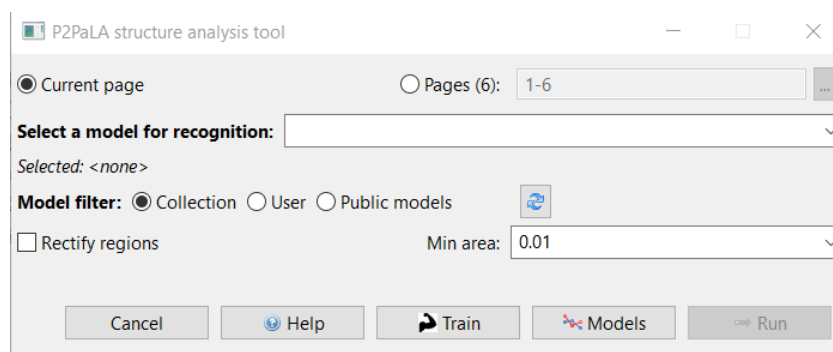 P2PaLA structure analysis tool
Current page Pages (6): 1-6 ...
Select a model for recognition:
Selected: <none>
Model filter: Collection User Public models
Rectify regions Min area: 0.01
Cancel Help Train Models Run